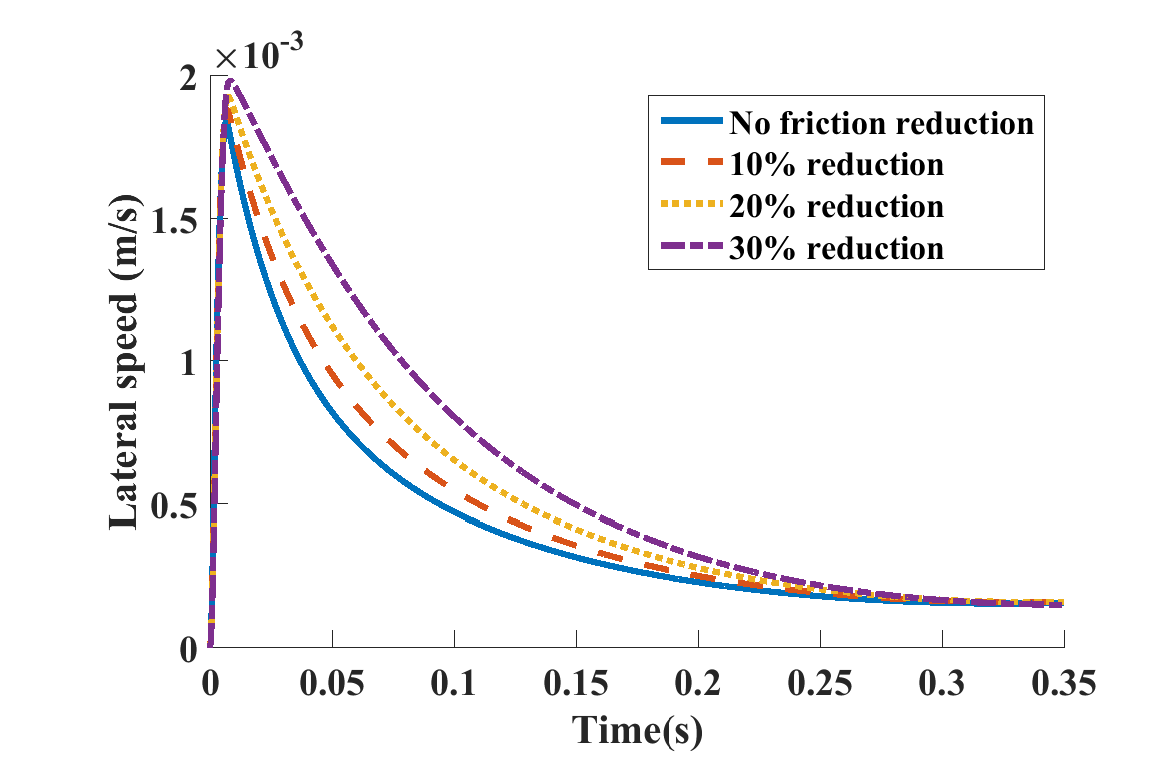 ×10-3
2
1.5
1
0.5
0
Lateral speed (m/s)
No friction reduction
10% reduction
20% reduction
30% reduction
0 0.05 0.1 0.15 0.2 0.25 0.3 0.35
Time(s)